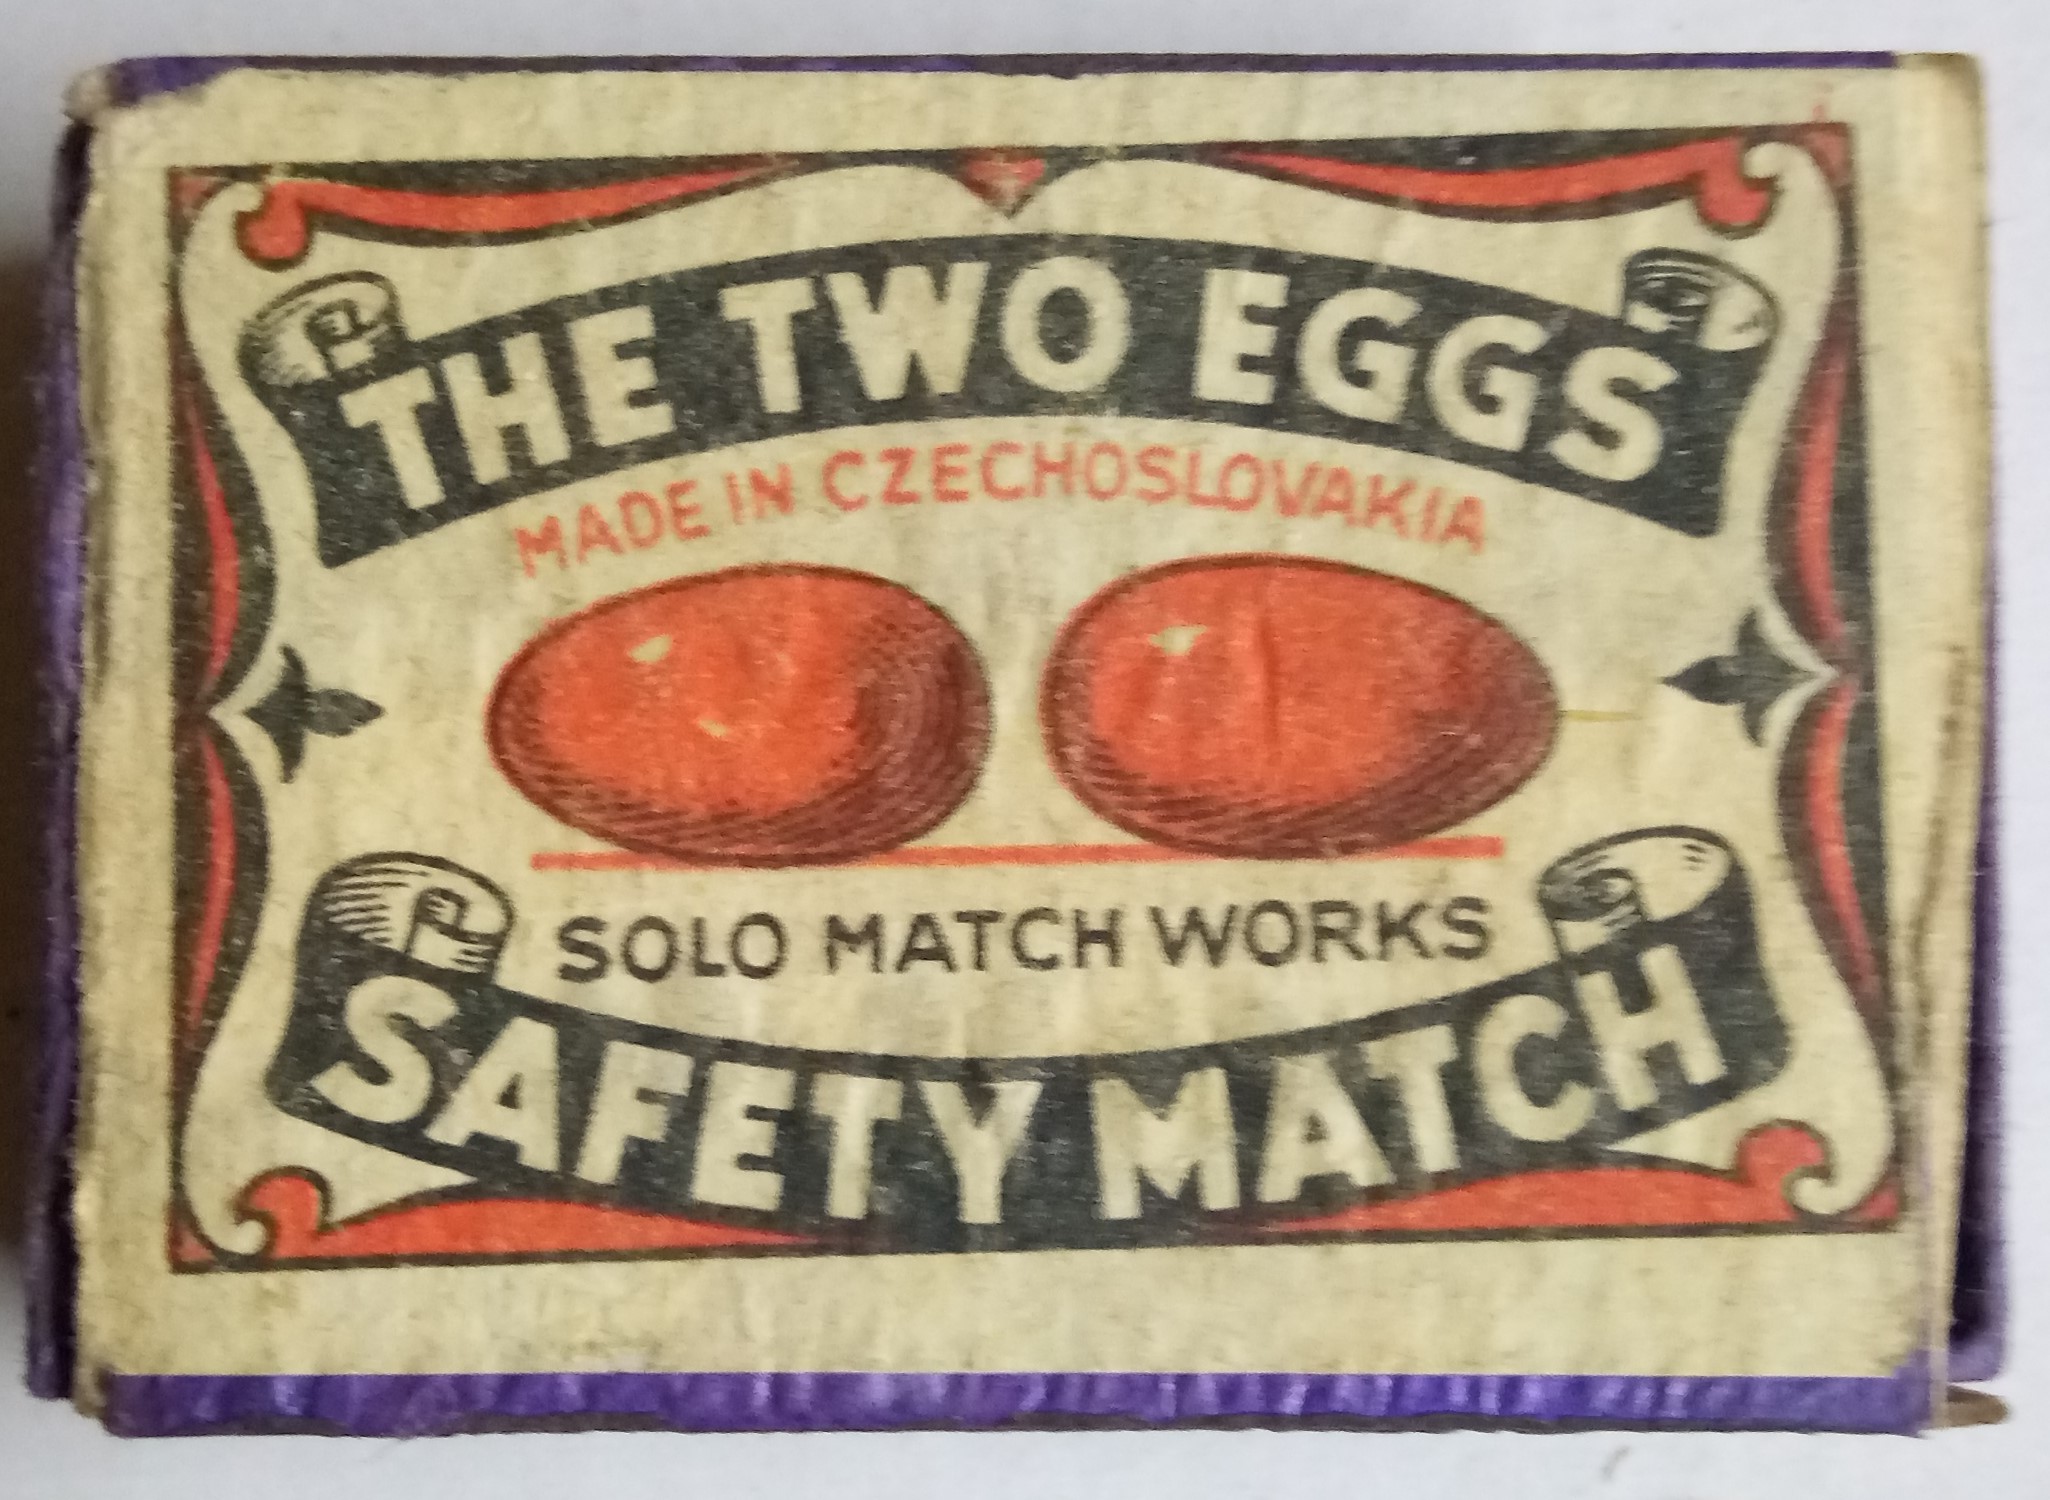 THE TWO EGGS
MADE IN CZECHOSLOVAKIA
SOLO MATCH WORKS
SAFETY MATCH